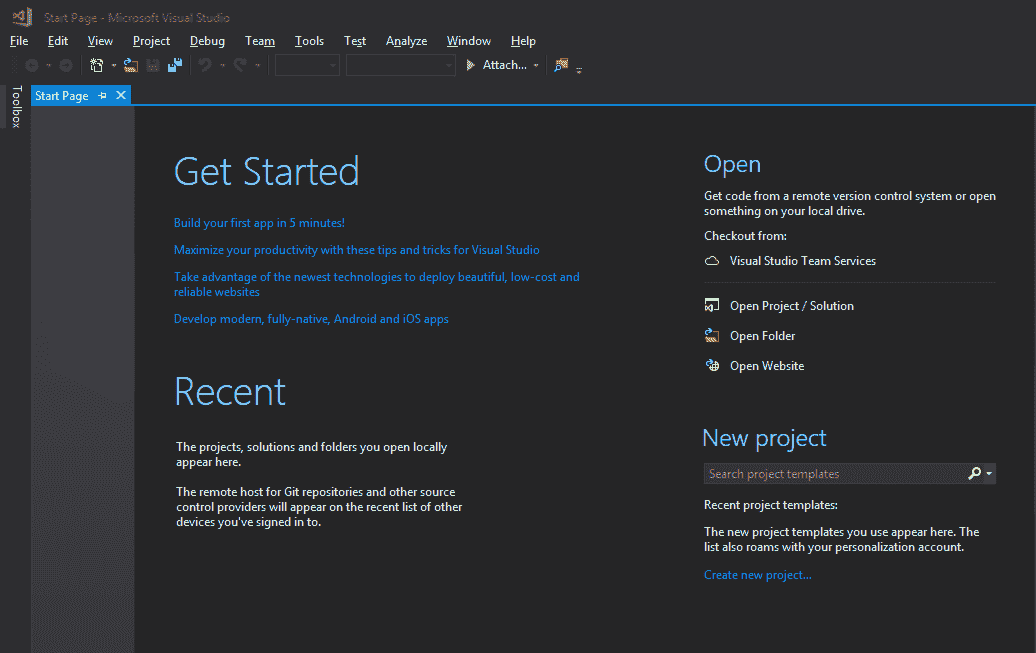 Start Page - Microsoft Visual Studio
File Edit View Project Debug Team Tools Test Analyze Window Help
Attach...
Toolbox
Start Page
Get Started
Build your first app in 5 minutes!
Maximize your productivity with these tips and tricks for Visual Studio
Take advantage of the newest technologies to deploy beautiful, low-cost and
reliable websites
Develop modern, fully-native, Android and iOS apps
Recent
The projects, solutions and folders you open locally
appear here.
The remote host for Git repositories and other source
control providers will appear on the recent list of other
devices you've signed in to.
Open
Get code from a remote version control system or open
something on your local drive.
Checkout from:
Visual Studio Team Services
Open Project / Solution
Open Folder
Open Website
New project
Search project templates
Recent project templates:
The new project templates you use appear here. The
list also roams with your personalization account.
Create new project...